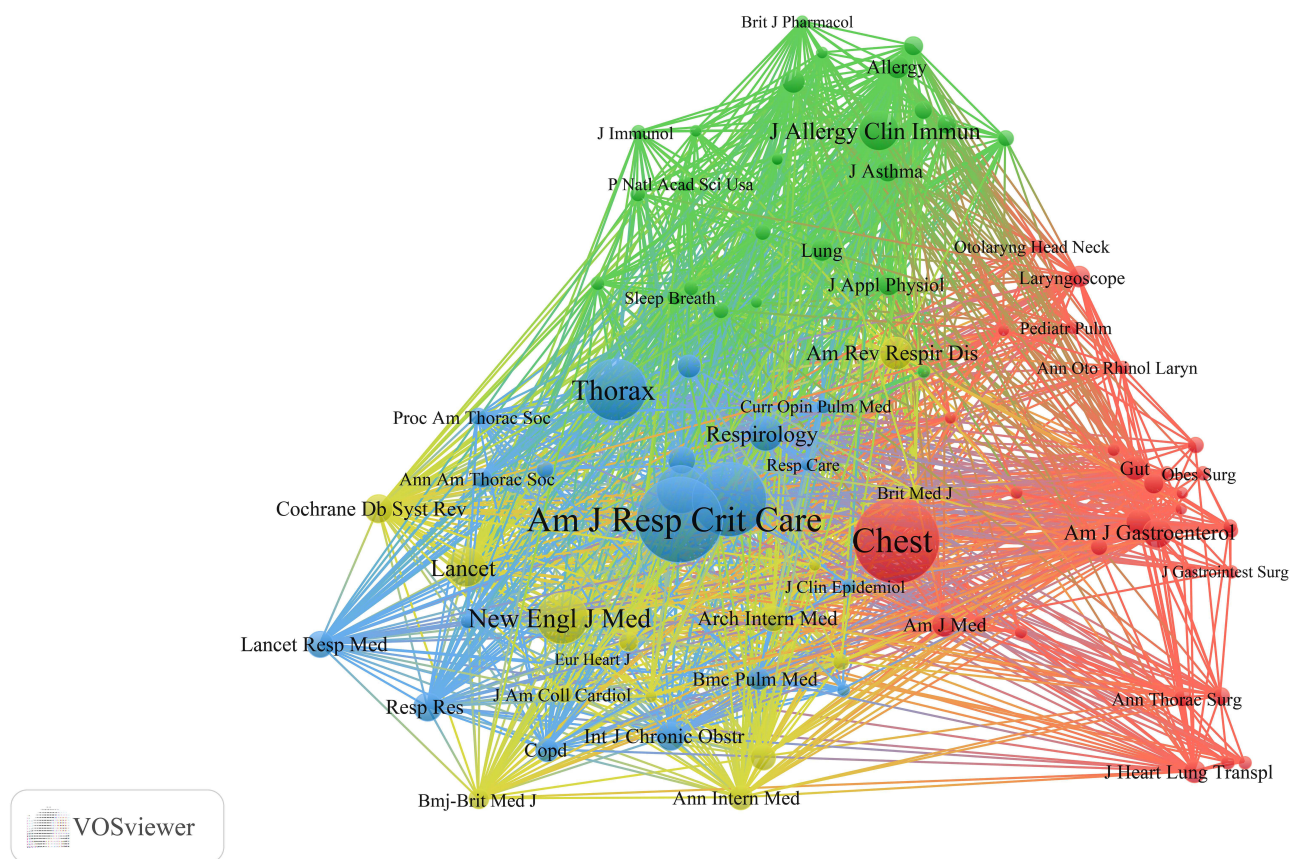 Brit J Pharmacol
Allergy
J Immunol
J Allergy Clin Immun
J Asthma
P Natl Acad Sci Usa
Otolaryng Head Neck
Lung
Laryngoscope
J Appl Physiol
Sleep Breath
Pediatr Pulm
Am Rev Respir Dis
Ann Oto Rhinol Laryn
Thorax
Curr Opin Pulm Med
Proc Am Thorac Soc
Respirology
Resp Care
Gut
Obes Surg
Ann Am Thorac Soc
Brit Med J
Cochrane Db Syst Rev
Am J Resp Crit Care
Am J Gastroenterol
Chest
Lancet
J Gastrointest Surg
J Clin Epidemiol
New Engl J Med
Arch Intern Med
Am J Med
Lancet Resp Med
Eur Heart J
Bmc Pulm Med
J Am Coll Cardiol
Ann Thorac Surg
Resp Res
Int J Chronic Obstr
Copd
J Heart Lung Transpl
Bmj-Brit Med J
Ann Intern Med
VOSviewer